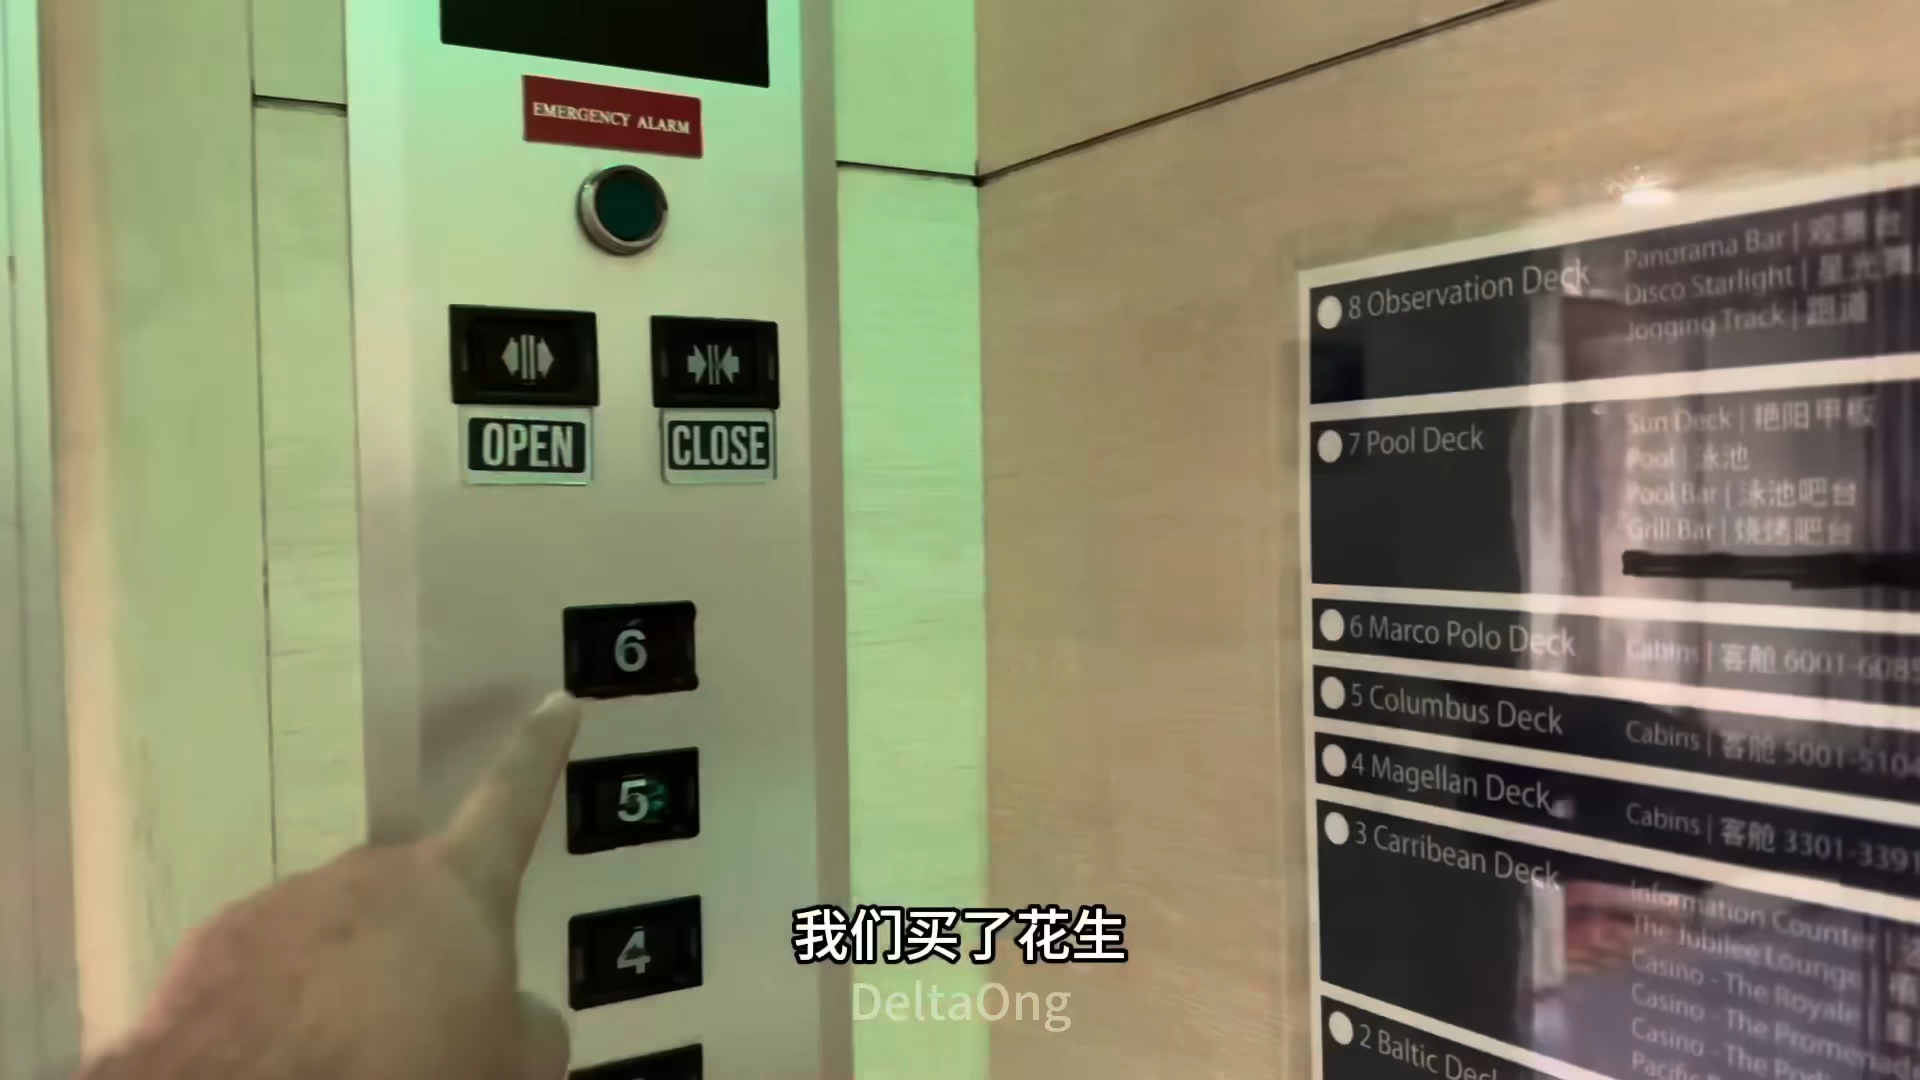 EMERGENCY ALARM
OPEN
CLOSE
6
5
4
8 Observation Deck
Panorama Bar | 观景台
Disco Starlight | 星光
Jogging Track | 跑道
7 Pool Deck
Sun Deck | 艳阳甲板
Pool | 泳池
Pool Bar | 泳池吧台
Grill Bar | 烧烤吧台
6 Marco Polo Deck
Cabins | 客舱 6001-6085
5 Columbus Deck
Cabins | 客舱 5001-5104
4 Magellan Deck
Cabins | 客舱 3301-3391
3 Carribean Deck
Information Counter |
The Jubilee Lounge
Casino - The Royale
Casino - The Promenad
Casino - The
Pacific
2 Baltic Deck
我们买了花生
DeltaOng